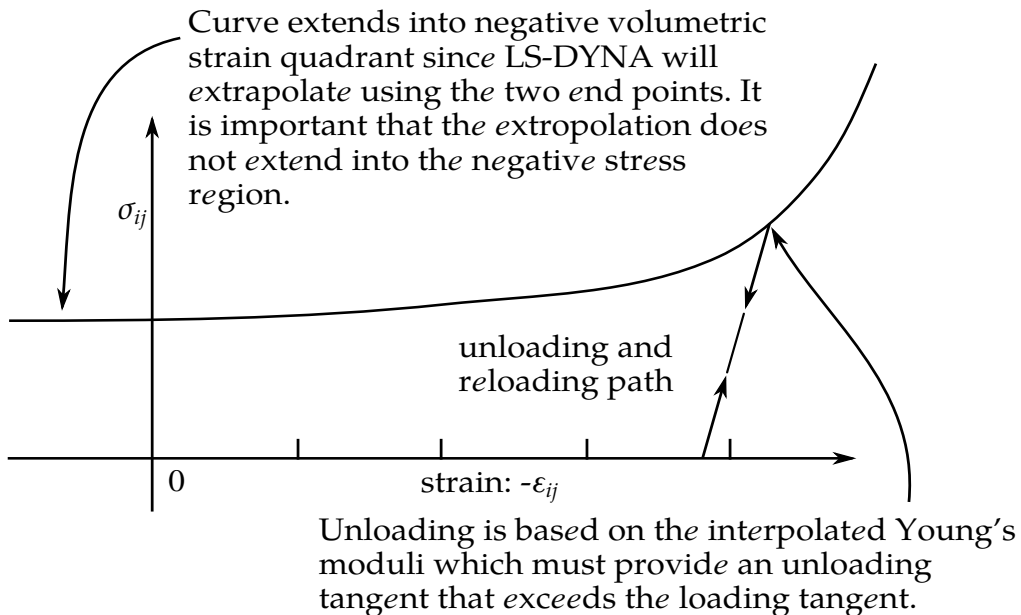 Curve extends into negative volumetric
strain quadrant since LS-DYNA will
extrapolate using the two end points. It
is important that the extropolation does
not extend into the negative stress
region.
σij
unloading and
reloading path
0
strain: -εij
Unloading is based on the interpolated Young's
moduli which must provide an unloading
tangent that exceeds the loading tangent.